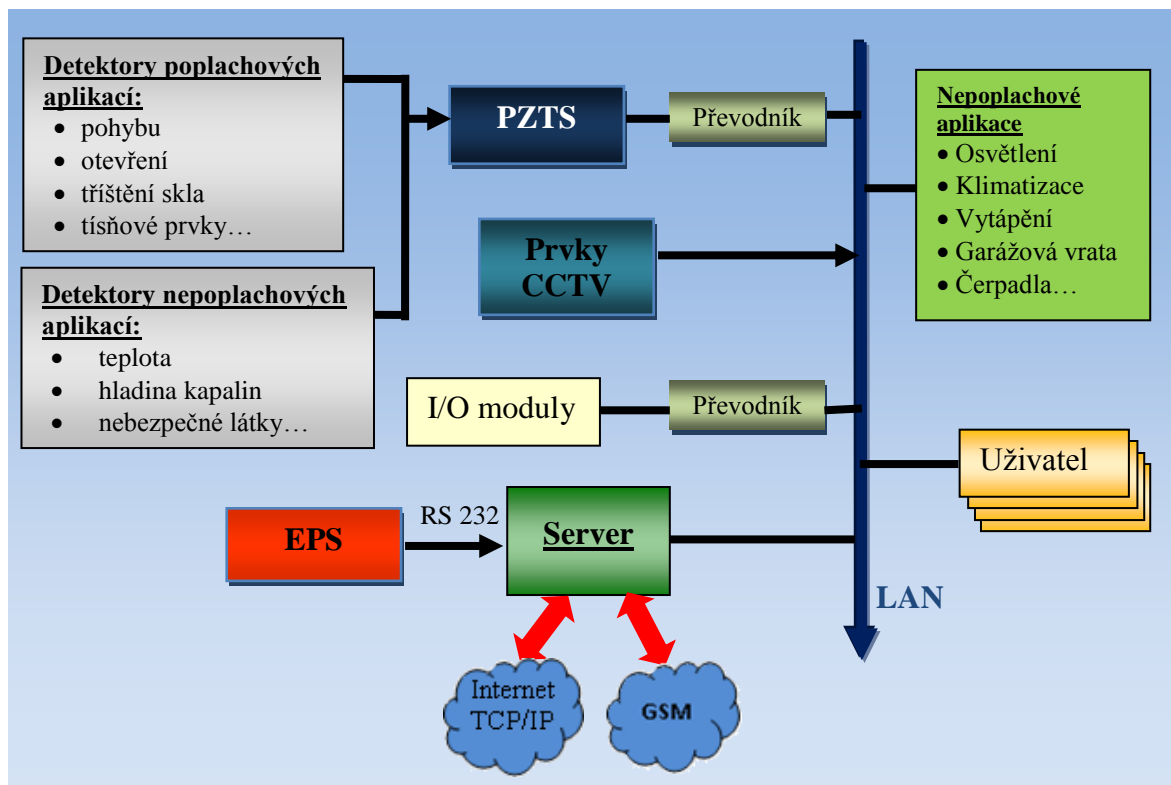 Detektory poplachových
aplikací:
• pohybu
• otevření
• tříštění skla
• tísňové prvky…
Detektory nepoplachových
aplikací:
• teplota
• hladina kapalin
• nebezpečné látky…
PZTS
Převodník
Prvky
CCTV
I/O moduly
Převodník
EPS
RS 232
Server
Internet
TCP/IP
GSM
LAN
Nepoplachové
aplikace
• Osvětlení
• Klimatizace
• Vytápění
• Garážová vrata
• Čerpadla…
Uživatel